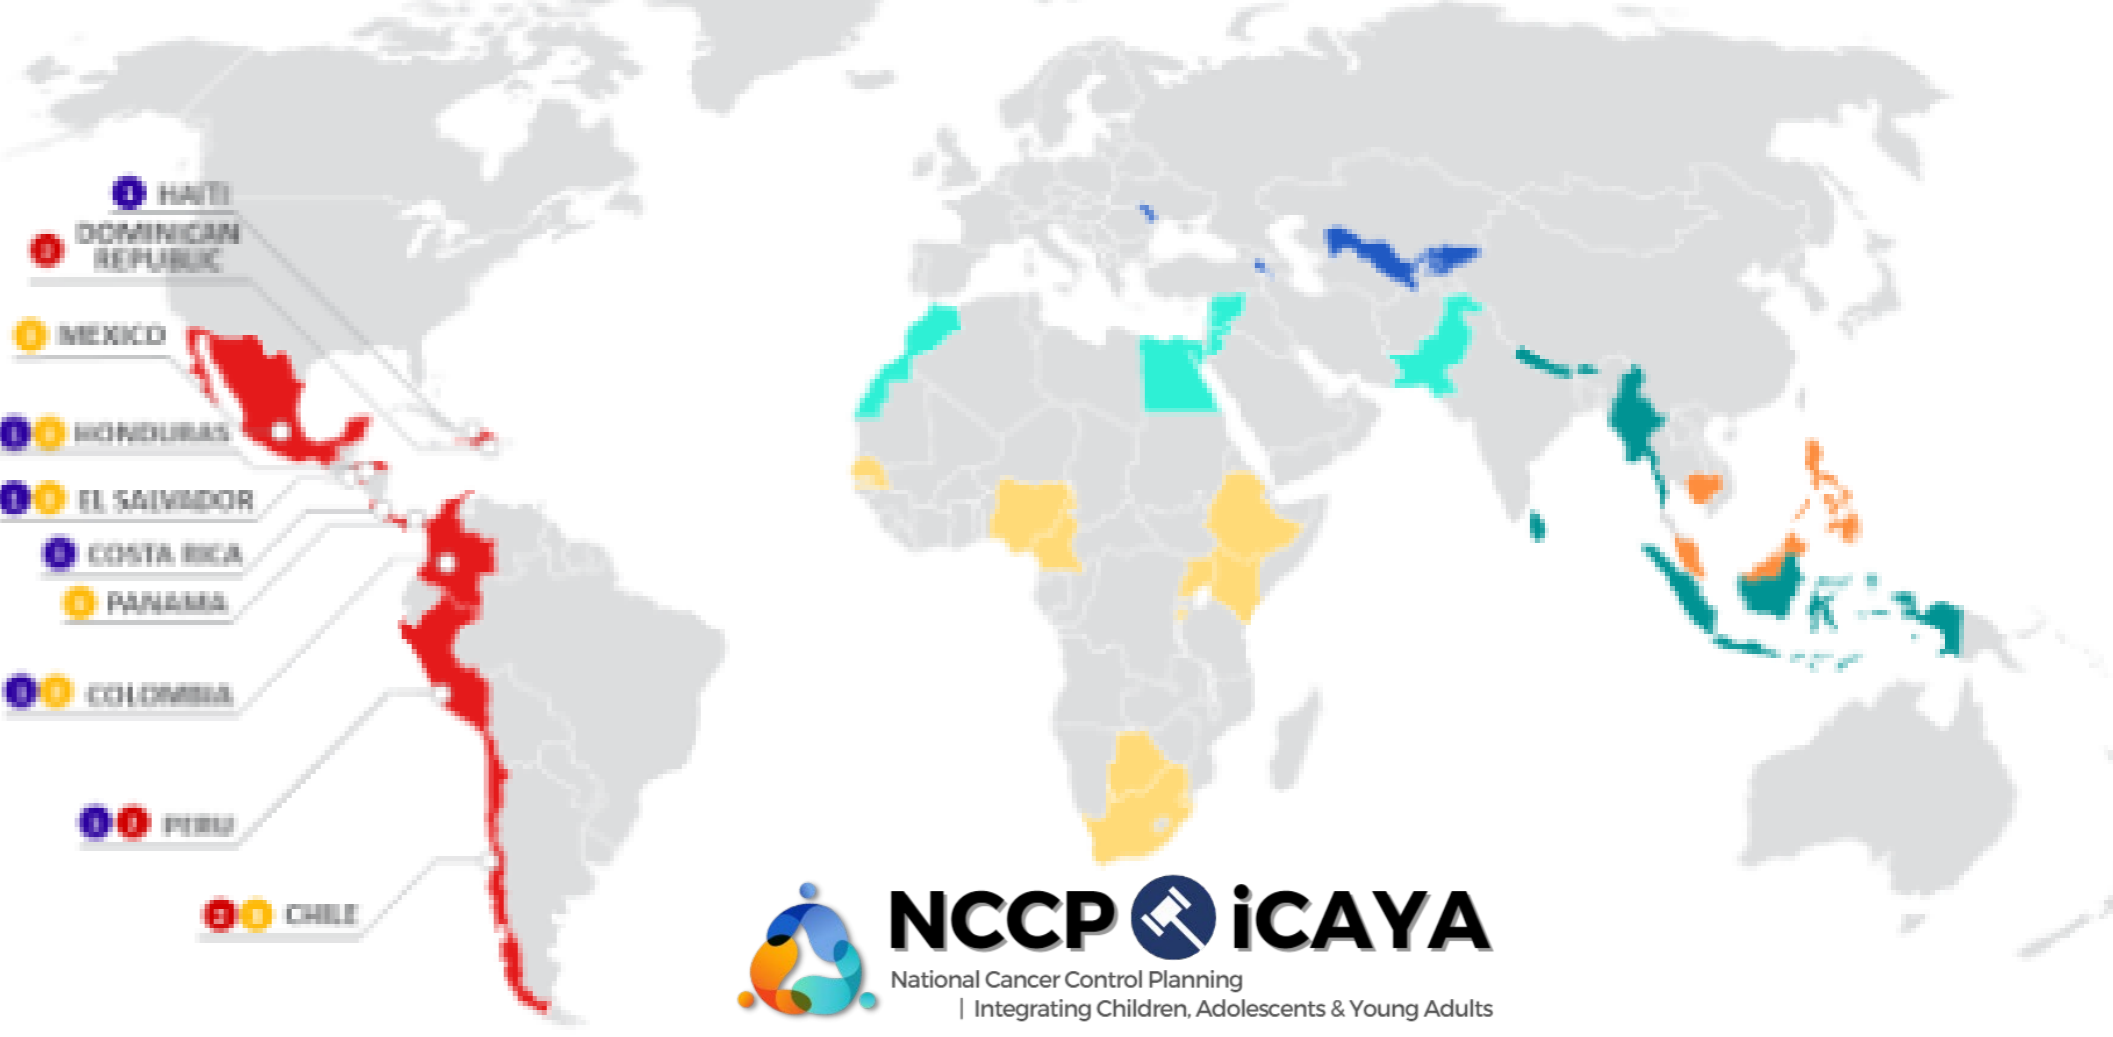 HAITI
DOMINICAN
REPUBLIC
MEXICO
HONDURAS
EL SALVADOR
COSTA RICA
PANAMA
COLOMBIA
PERU
CHILE
NCCP iCAYA
National Cancer Control Planning
| Integrating Children, Adolescents & Young Adults